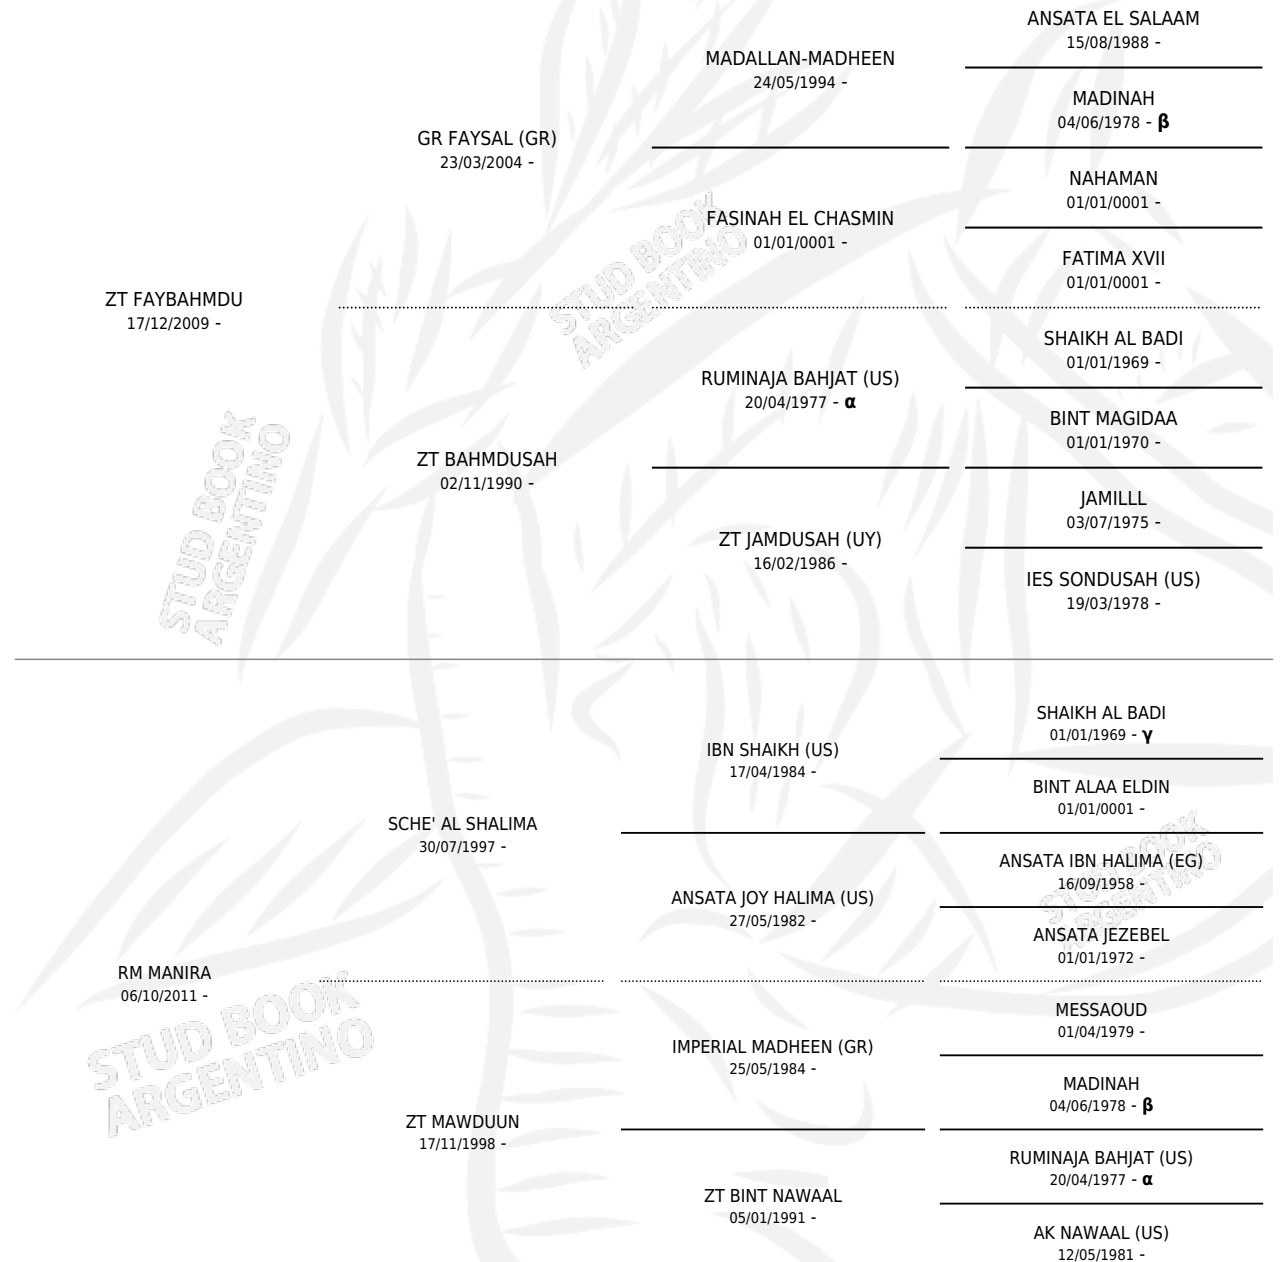 ANSATA EL SALAAM
15/08/1988 -
MADALLAN-MADHEEN
24/05/1994 -
MADINAH
04/06/1978 - β
GR FAYSAL (GR)
23/03/2004 -
NAHAMAN
01/01/0001 -
FASINAH EL CHASMIN
01/01/0001 -
FATIMA XVII
01/01/0001 -
ZT FAYBAHMDU
17/12/2009 -
SHAIKH AL BADI
01/01/1969 -
RUMINAJA BAHJAT (US)
20/04/1977 - α
BINT MAGIDAA
01/01/1970 -
ZT BAHMDUSAH
02/11/1990 -
JAMILLL
03/07/1975 -
ZT JAMDUSAH (UY)
16/02/1986 -
IES SONDUSAH (US)
19/03/1978 -
SHAIKH AL BADI
01/01/1969 - γ
IBN SHAIKH (US)
17/04/1984 -
BINT ALAA ELDIN
01/01/0001 -
SCHE' AL SHALIMA
30/07/1997 -
ANSATA IBN HALIMA (EG)
16/09/1958 -
ANSATA JOY HALIMA (US)
27/05/1982 -
ANSATA JEZEBEL
01/01/1972 -
RM MANIRA
06/10/2011 -
MESSAOUD
01/04/1979 -
IMPERIAL MADHEEN (GR)
25/05/1984 -
MADINAH
04/06/1978 - β
ZT MAWDUUN
17/11/1998 -
RUMINAJA BAHJAT (US)
20/04/1977 - α
ZT BINT NAWAAL
05/01/1991 -
AK NAWAAL (US)
12/05/1981 -
STUD BOOK
ARGENTINO
STUD BOOK
ARGENTINO
STUD BOOK
ARGENTINO
STUD BOOK
ARGENTINO